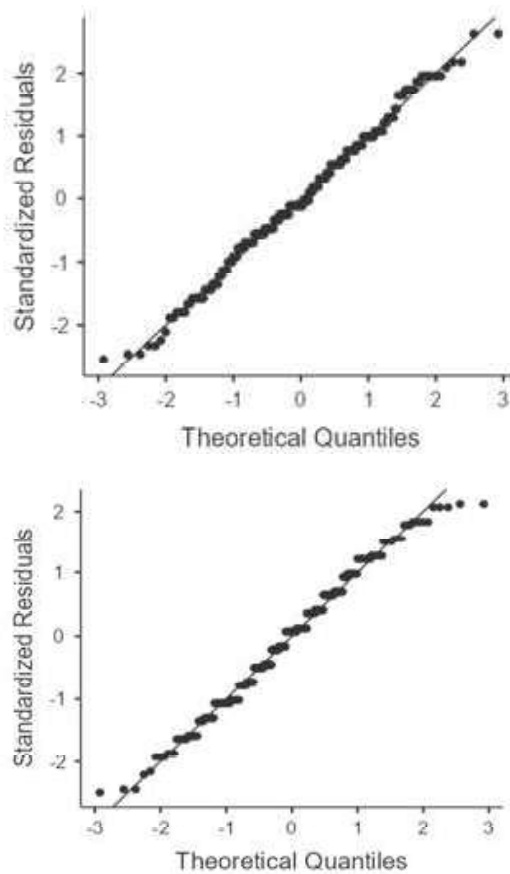 Standardized Residuals
2
1
0
-1
-2
-3 -2 -1 0 1 2 3
Theoretical Quantiles
Standardized Residuals
2
1
0
-1
-2
-3 -2 -1 0 1 2 3
Theoretical Quantiles